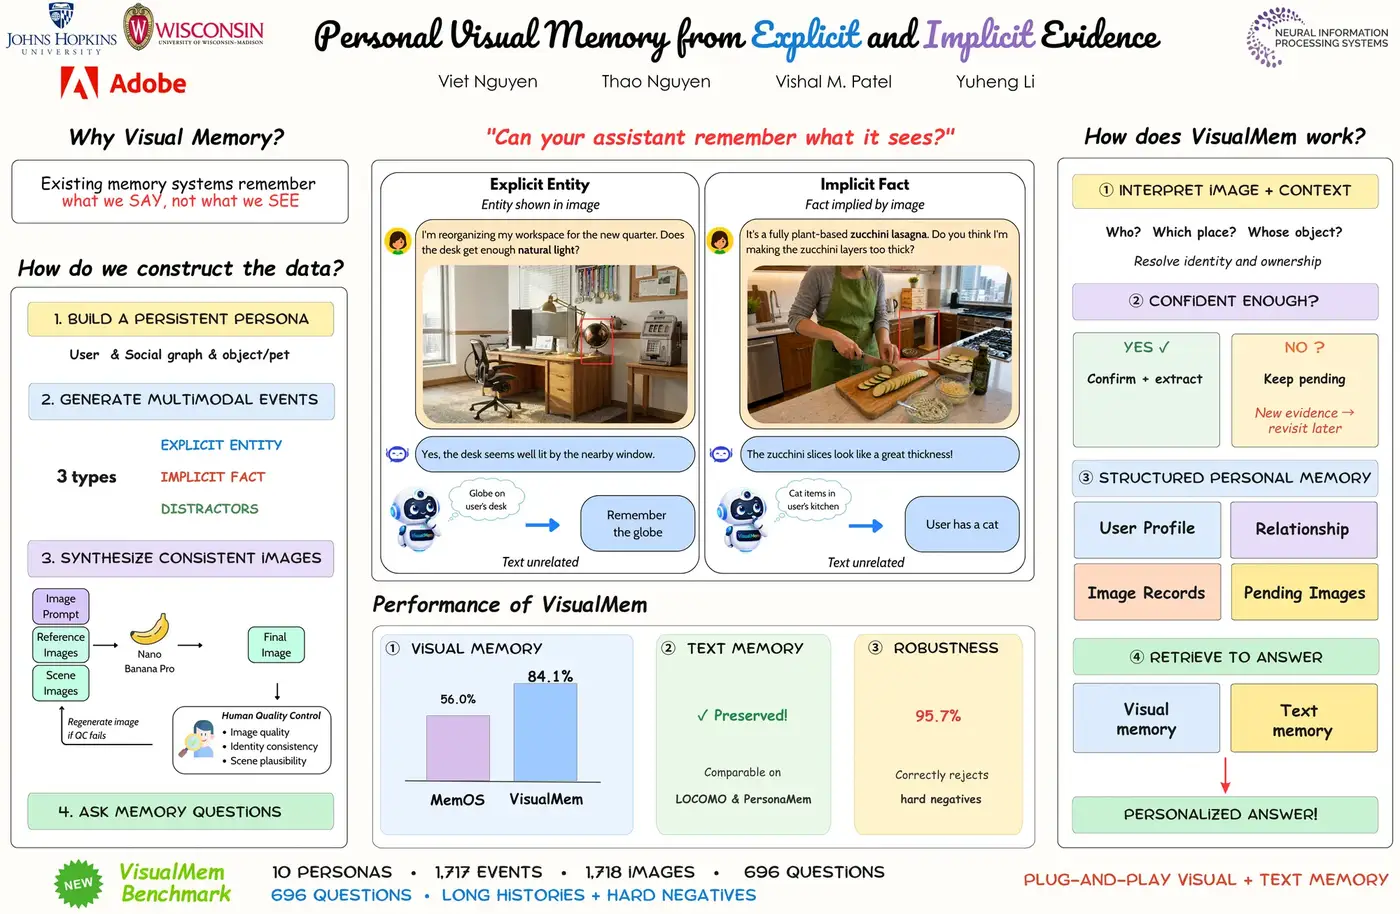 JOHNS HOPKINS
UNIVERSITY
WISCONSIN
UNIVERSITY OF WISCONSIN–MADISON
Adobe
Personal Visual Memory from Explicit and Implicit Evidence
Viet Nguyen Thao Nguyen Vishal M. Patel Yuheng Li
NEURAL INFORMATION
PROCESSING SYSTEMS
Why Visual Memory?
Existing memory systems remember
what we SAY, not what we SEE
How do we construct the data?
1. BUILD A PERSISTENT PERSONA
User & Social graph & object/pet
2. GENERATE MULTIMODAL EVENTS
3 types
EXPLICIT ENTITY
IMPLICIT FACT
DISTRACTORS
3. SYNTHESIZE CONSISTENT IMAGES
Image
Prompt
Reference
Images
Scene
Images
Nano
Banana Pro
Final
Image
Regenerate image
if QC fails
Human Quality Control
• Image quality
• Identity consistency
• Scene plausibility
4. ASK MEMORY QUESTIONS
"Can your assistant remember what it sees?"
Explicit Entity
Entity shown in image
I'm reorganizing my workspace for the new quarter. Does
the desk get enough natural light?
Yes, the desk seems well lit by the nearby window.
Globe on
user's desk
VisualMem
Remember
the globe
Text unrelated
Implicit Fact
Fact implied by image
It's a fully plant-based zucchini lasagna. Do you think I'm
making the zucchini layers too thick?
The zucchini slices look like a great thickness!
Cat items in
user's kitchen
VisualMem
User has a cat
Text unrelated
Performance of VisualMem
① VISUAL MEMORY
56.0%
84.1%
MemOS
VisualMem
② TEXT MEMORY
✓ Preserved!
Comparable on
LOCOMO & PersonaMem
③ ROBUSTNESS
95.7%
Correctly rejects
hard negatives
How does VisualMem work?
① INTERPRET IMAGE + CONTEXT
Who? Which place? Whose object?
Resolve identity and ownership
② CONFIDENT ENOUGH?
YES ✓
Confirm + extract
NO ?
Keep pending
New evidence →
revisit later
③ STRUCTURED PERSONAL MEMORY
User Profile
Relationship
Image Records
Pending Images
④ RETRIEVE TO ANSWER
Visual
memory
Text
memory
PERSONALIZED ANSWER!
NEW
VisualMem
Benchmark
10 PERSONAS • 1,717 EVENTS • 1,718 IMAGES • 696 QUESTIONS
696 QUESTIONS • LONG HISTORIES + HARD NEGATIVES
PLUG-AND-PLAY VISUAL + TEXT MEMORY